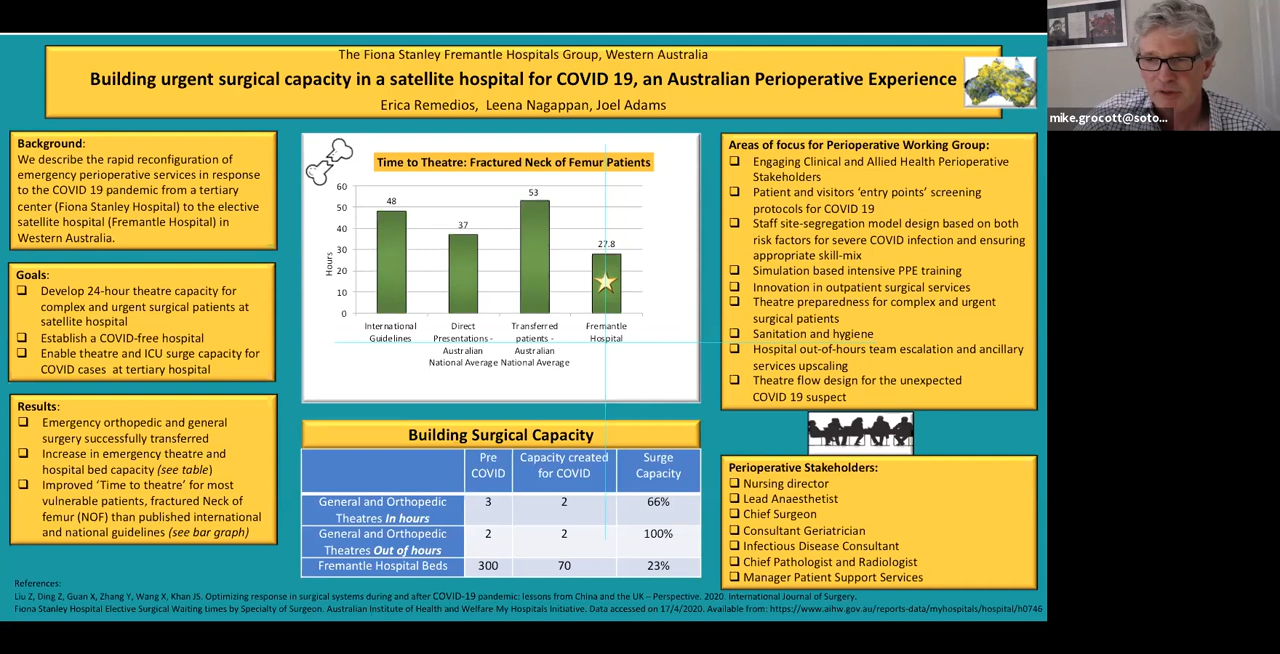 The Fiona Stanley Fremantle Hospitals Group, Western Australia
Building urgent surgical capacity in a satellite hospital for COVID 19, an Australian Perioperative Experience
Erica Remedios, Leena Nagappan, Joel Adams
mike.grocott@soto...
Background:
We describe the rapid reconfiguration of
emergency perioperative services in response
to the COVID 19 pandemic from a tertiary
center (Fiona Stanley Hospital) to the elective
satellite hospital (Fremantle Hospital) in
Western Australia.
Goals:
❑ Develop 24-hour theatre capacity for
complex and urgent surgical patients at
satellite hospital
❑ Establish a COVID-free hospital
❑ Enable theatre and ICU surge capacity for
COVID cases at tertiary hospital
Results:
❑ Emergency orthopedic and general
surgery successfully transferred
❑ Increase in emergency theatre and
hospital bed capacity (see table)
❑ Improved 'Time to theatre' for most
vulnerable patients, fractured Neck of
femur (NOF) than published international
and national guidelines (see bar graph)
Time to Theatre: Fractured Neck of Femur Patients
Hours
60
50
40
30
20
10
0
48
37
53
27.8
International
Guidelines
Direct
Presentations -
Australian
National Average
Transferred
patients -
Australian
National Average
Fremantle
Hospital
Building Surgical Capacity
Pre COVID | Capacity created for COVID | Surge Capacity
General and Orthopedic Theatres In hours | 3 | 2 | 66%
General and Orthopedic Theatres Out of hours | 2 | 2 | 100%
Fremantle Hospital Beds | 300 | 70 | 23%
Areas of focus for Perioperative Working Group:
❑ Engaging Clinical and Allied Health Perioperative
Stakeholders
❑ Patient and visitors 'entry points' screening
protocols for COVID 19
❑ Staff site-segregation model design based on both
risk factors for severe COVID infection and ensuring
appropriate skill-mix
❑ Simulation based intensive PPE training
❑ Innovation in outpatient surgical services
❑ Theatre preparedness for complex and urgent
surgical patients
❑ Sanitation and hygiene
❑ Hospital out-of-hours team escalation and ancillary
services upscaling
❑ Theatre flow design for the unexpected
COVID 19 suspect
Perioperative Stakeholders:
❑ Nursing director
❑ Lead Anaesthetist
❑ Chief Surgeon
❑ Consultant Geriatrician
❑ Infectious Disease Consultant
❑ Chief Pathologist and Radiologist
❑ Manager Patient Support Services
References:
Liu Z, Ding Z, Guan X, Zhang Y, Wang X, Khan JS. Optimizing response in surgical systems during and after COVID-19 pandemic: lessons from China and the UK – Perspective. 2020. International Journal of Surgery.
Fiona Stanley Hospital Elective Surgical Waiting times by Specialty of Surgeon. Australian Institute of Health and Welfare My Hospitals Initiative. Data accessed on 17/4/2020. Available from: https://www.aihw.gov.au/reports-data/myhospitals/hospital/h0746